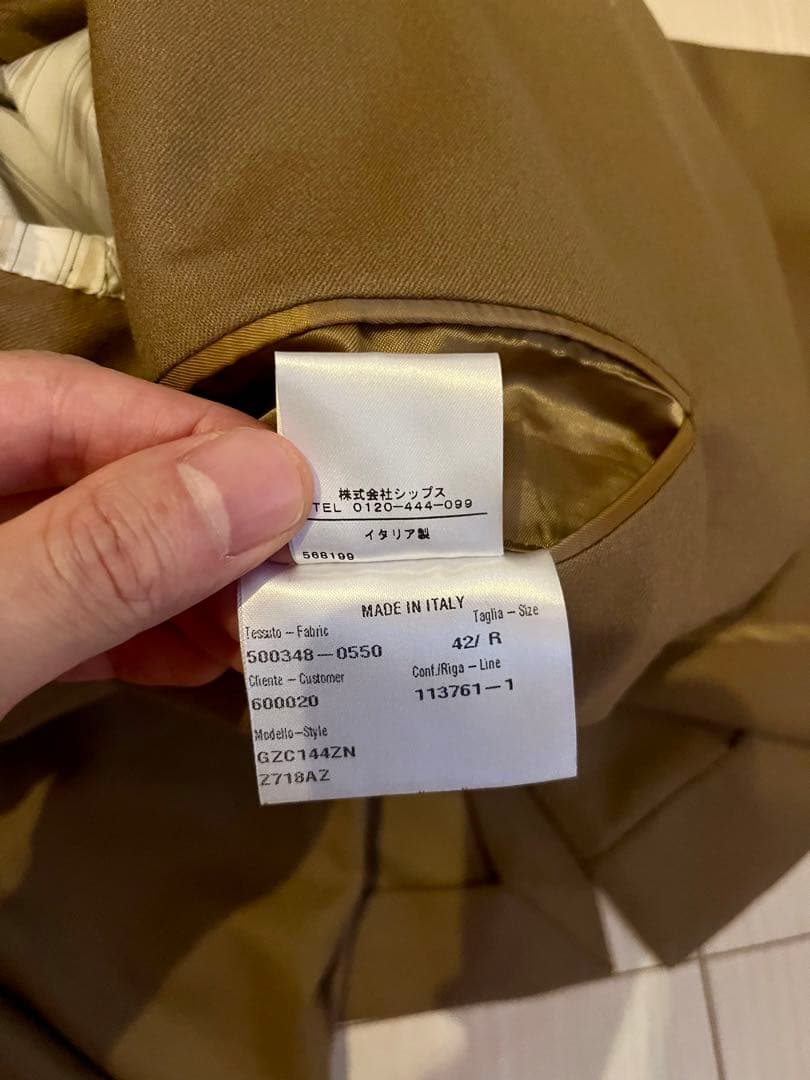 株式会社シップス
TEL 0120-444-099
イタリア製
568199
MADE IN ITALY
Tessuto - Fabric
Taglia - Size
500348-0550
42/ R
Cliente - Customer
Conf./Riga - Line
600020
113761-1
Modello-Style
GZC144ZN
Z718AZ